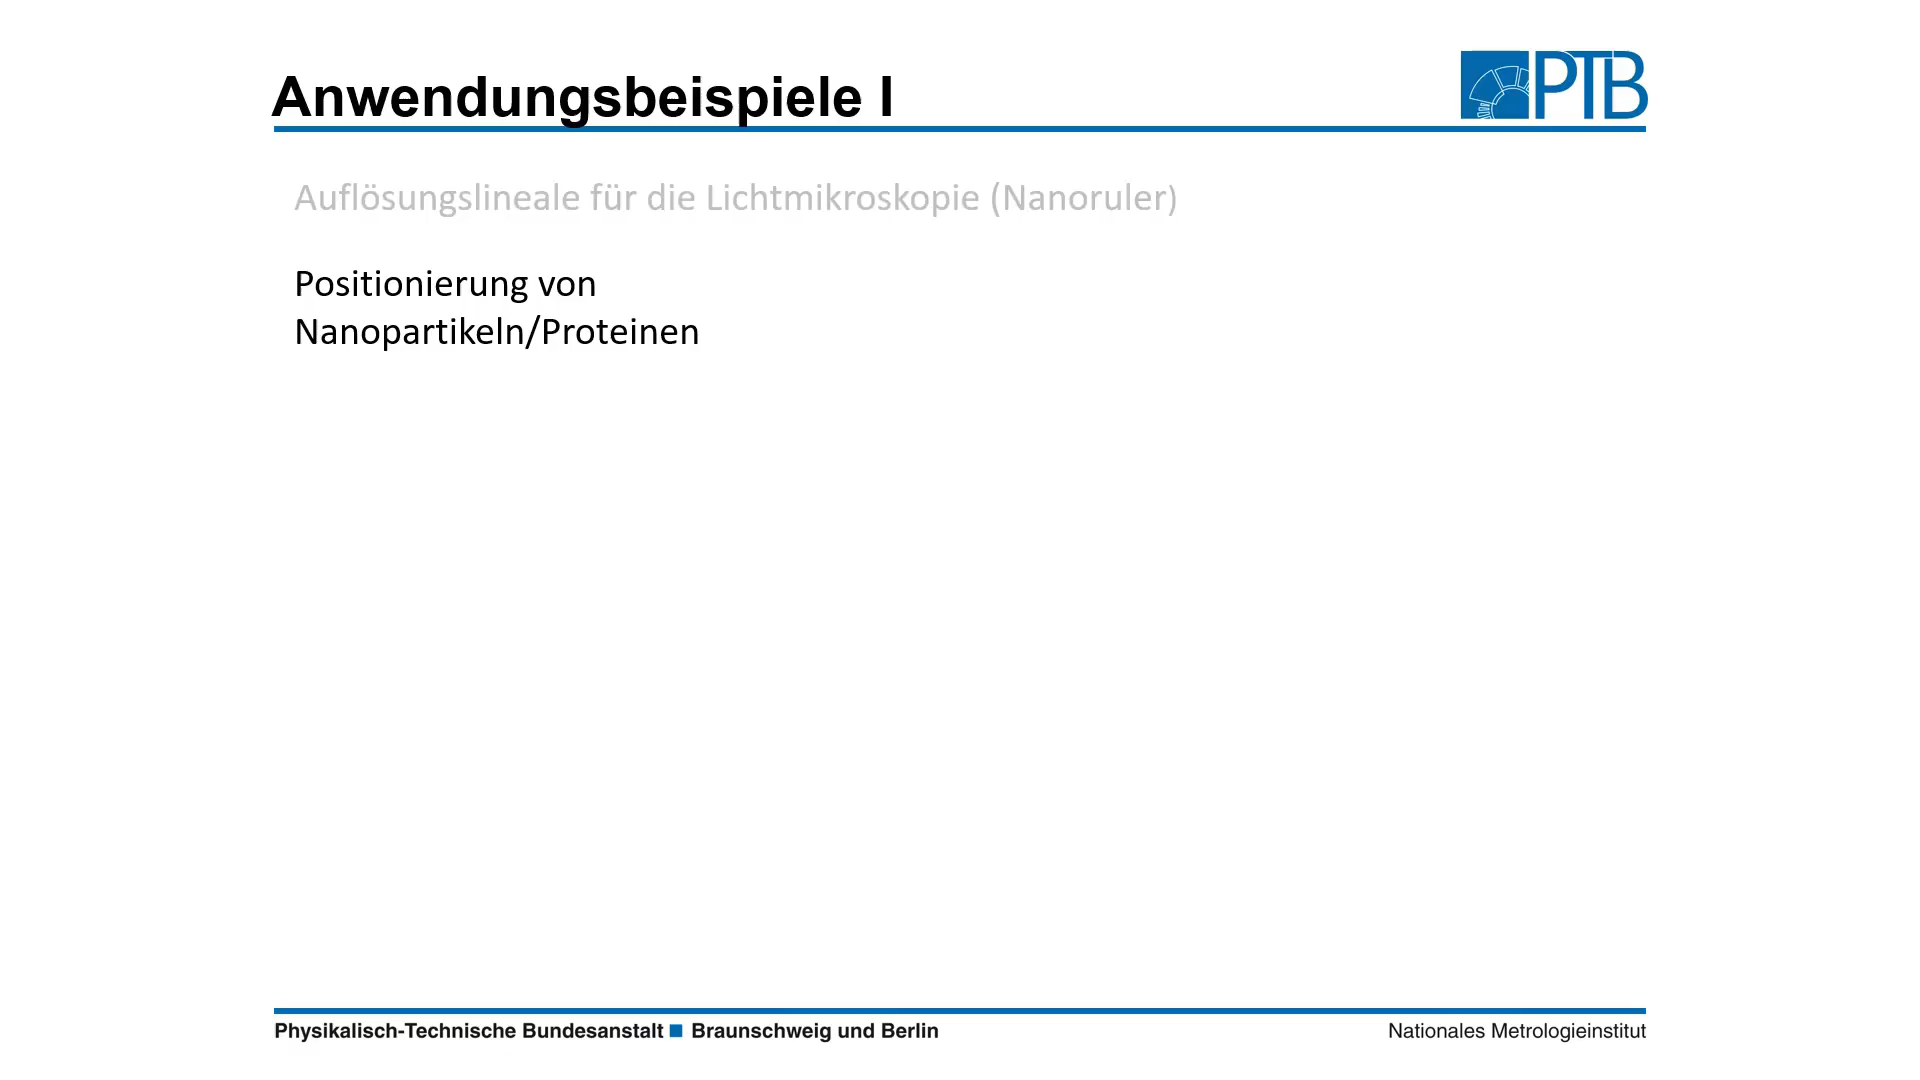 Anwendungsbeispiele I
PTB
Auflösungslineale für die Lichtmikroskopie (Nanoruler)
Positionierung von
Nanopartikeln/Proteinen
Physikalisch-Technische Bundesanstalt ■ Braunschweig und Berlin
Nationales Metrologieinstitut